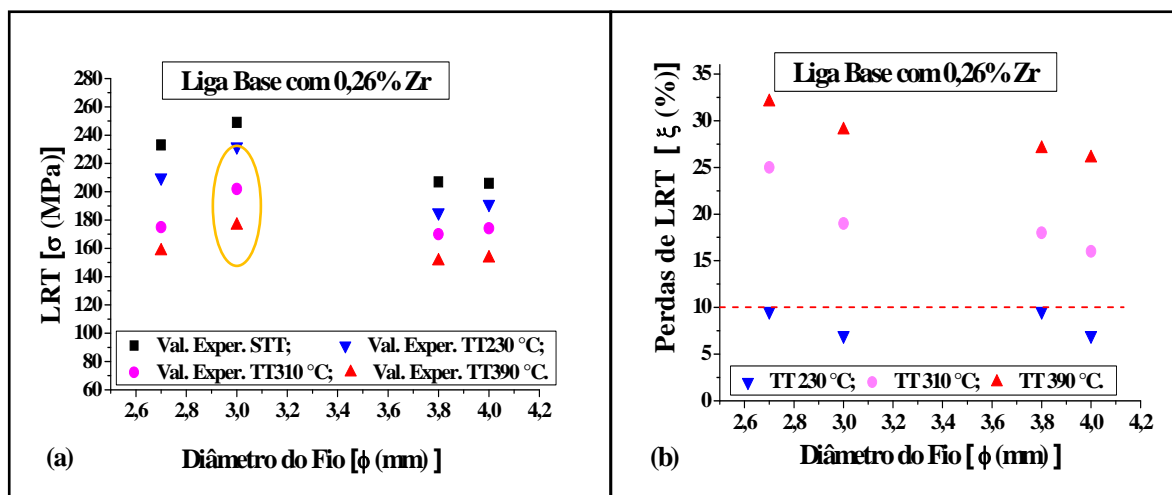 Liga Base com 0,26% Zr
LRT [σ (MPa)]
280
260
240
220
200
180
160
140
120
100
80
60
Val. Exper. STT; Val. Exper. TT230 °C;
Val. Exper. TT310 °C; Val. Exper. TT390 °C.
2,6 2,8 3,0 3,2 3,4 3,6 3,8 4,0 4,2
(a) Diâmetro do Fio [ϕ (mm) ]
Liga Base com 0,26% Zr
Perdas de LRT [ ξ (%)]
35
30
25
20
15
10
5
0
TT 230 °C; TT 310 °C; TT 390 °C.
2,6 2,8 3,0 3,2 3,4 3,6 3,8 4,0 4,2
(b) Diâmetro do Fio [ ϕ (mm) ]